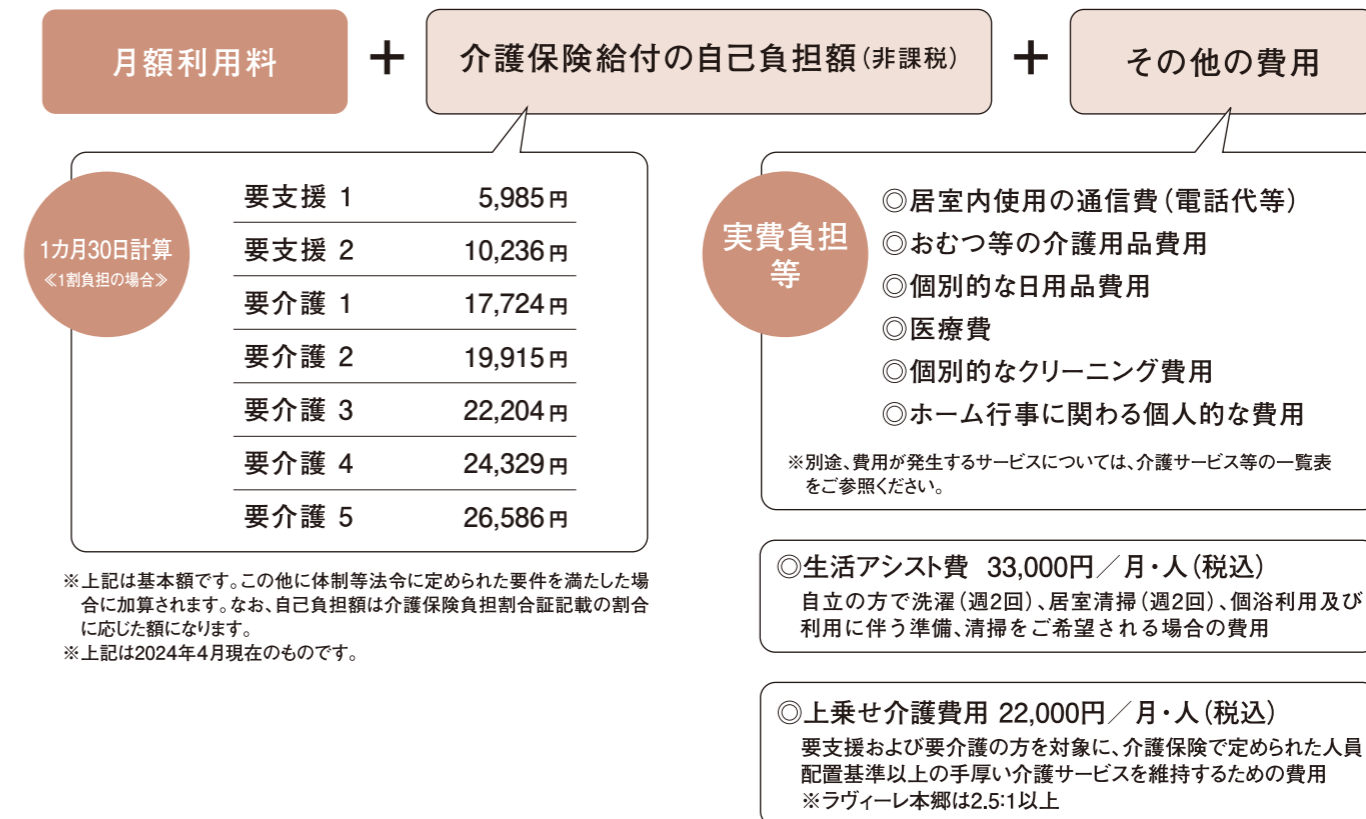 月額利用料 + 介護保険給付の自己負担額(非課税) + その他の費用
1カ月30日計算
≪1割負担の場合≫
要支援 1 5,985円
要支援 2 10,236円
要介護 1 17,724円
要介護 2 19,915円
要介護 3 22,204円
要介護 4 24,329円
要介護 5 26,586円
※上記は基本額です。この他に体制等法令に定められた要件を満たした場
合に加算されます。なお、自己負担額は介護保険負担割合証記載の割合
に応じた額になります。
※上記は2024年4月現在のものです。
実費負担
等
◎居室内使用の通信費(電話代等)
◎おむつ等の介護用品費用
◎個別的な日用品費用
◎医療費
◎個別的なクリーニング費用
◎ホーム行事に関わる個人的な費用
※別途、費用が発生するサービスについては、介護サービス等の一覧表
をご参照ください。
◎生活アシスト費 33,000円/月・人(税込)
自立の方で洗濯(週2回)、居室清掃(週2回)、個浴利用及び
利用に伴う準備、清掃をご希望される場合の費用
◎上乗せ介護費用 22,000円/月・人(税込)
要支援および要介護の方を対象に、介護保険で定められた人員
配置基準以上の手厚い介護サービスを維持するための費用
※ラヴィーレ本郷は2.5:1以上